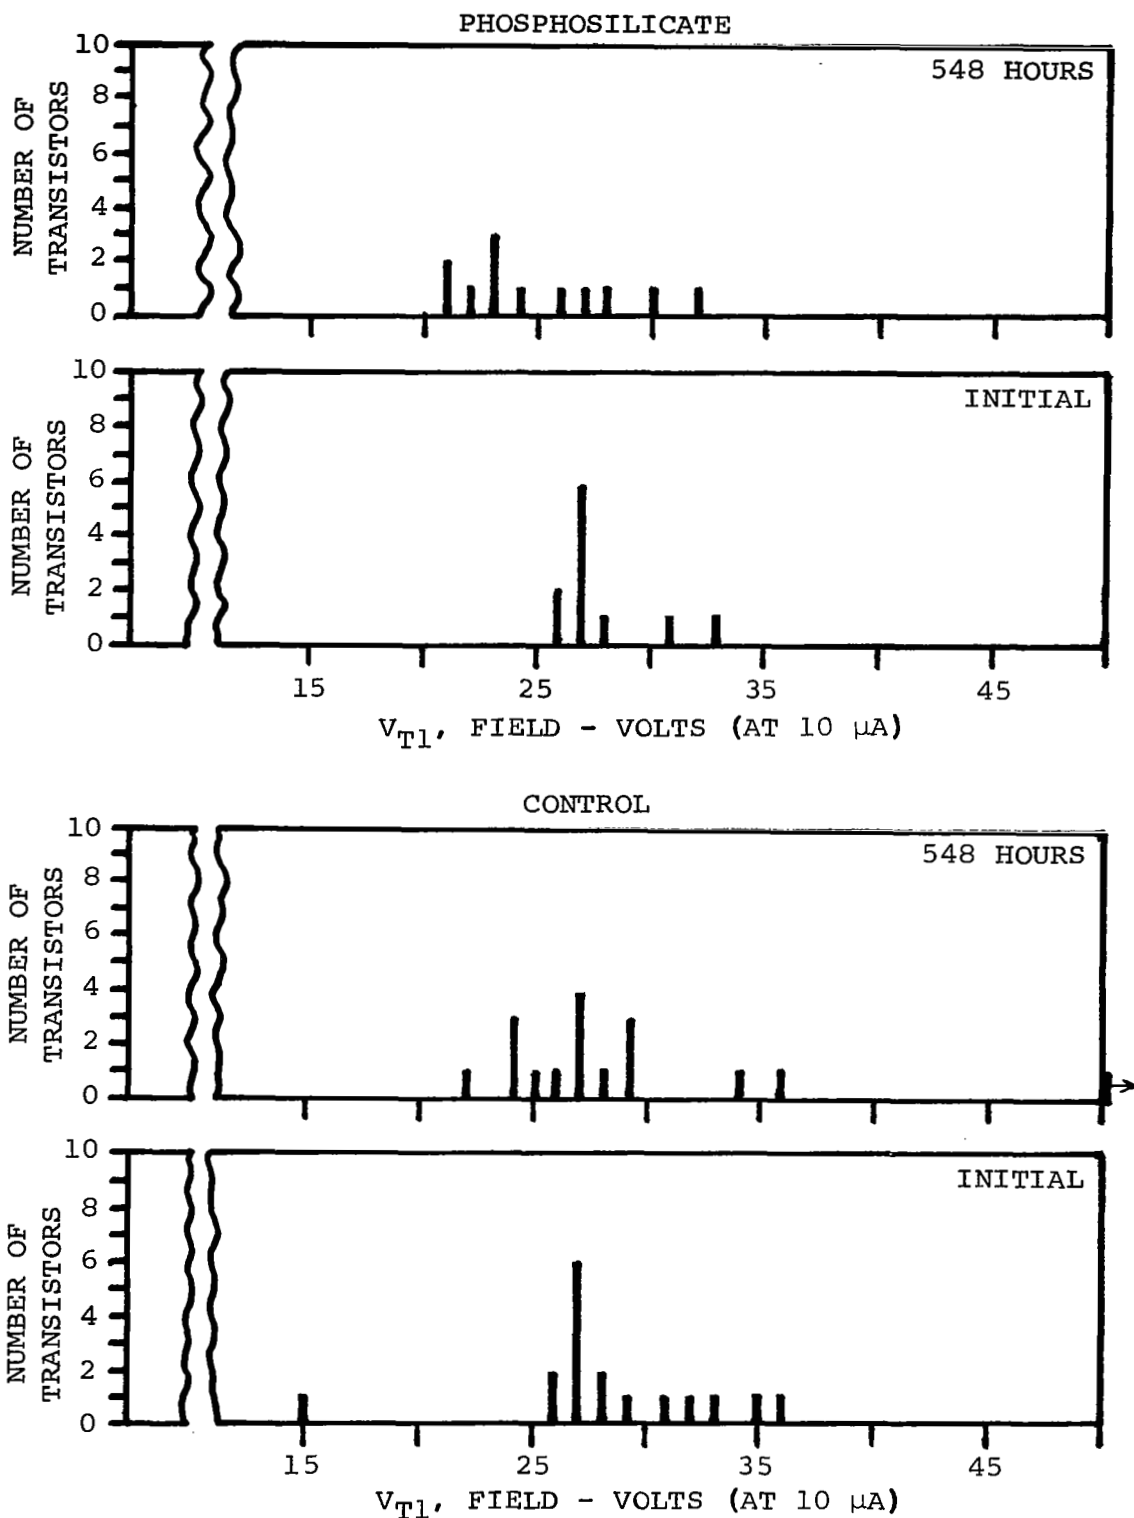 PHOSPHOSILICATE
548 HOURS
NUMBER OF
TRANSISTORS
10
8
6
4
2
0
INITIAL
NUMBER OF
TRANSISTORS
10
8
6
4
2
0
15 25 35 45
V_T1, FIELD - VOLTS (AT 10 μA)
CONTROL
548 HOURS
NUMBER OF
TRANSISTORS
10
8
6
4
2
0
INITIAL
NUMBER OF
TRANSISTORS
10
8
6
4
2
0
15 25 35 45
V_T1, FIELD - VOLTS (AT 10 μA)